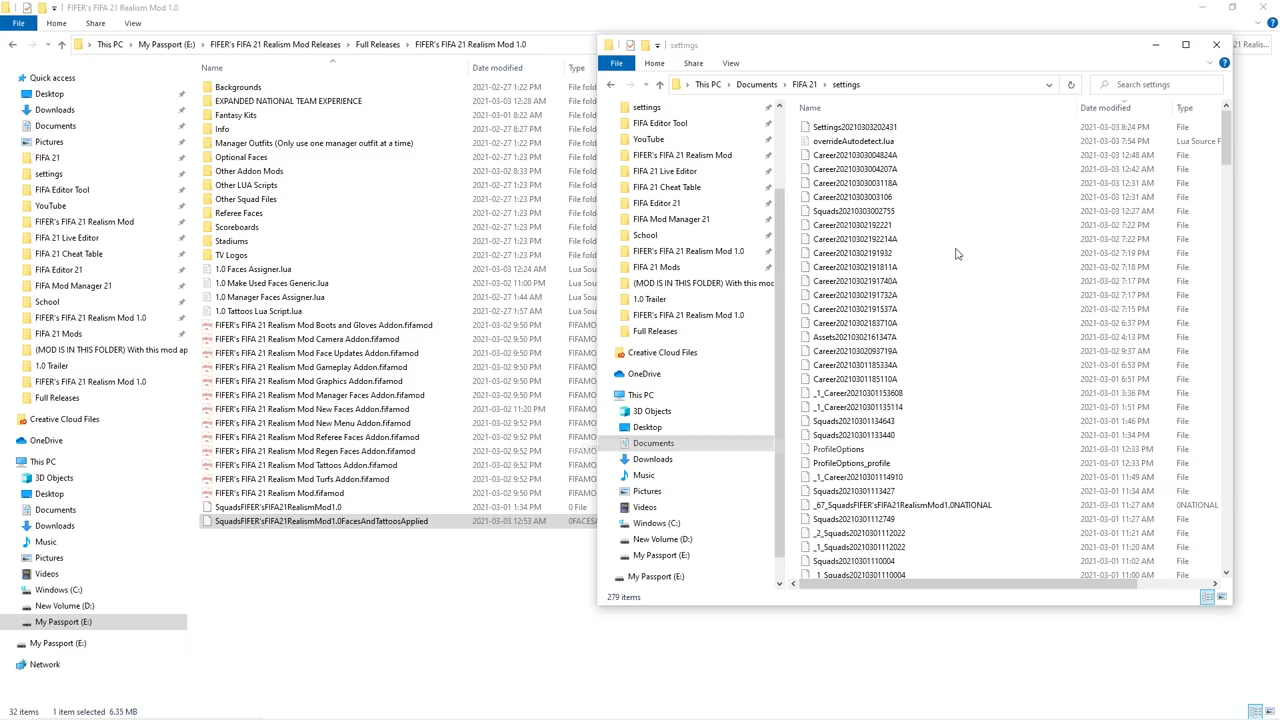 FIFER's FIFA 21 Realism Mod 1.0
File Home Share View
This PC My Passport (E:) FIFER's FIFA 21 Realism Mod Releases Full Releases FIFER's FIFA 21 Realism Mod 1.0
21 Realis...
Quick access
Desktop
Downloads
Documents
Pictures
FIFA 21
settings
FIFA Editor Tool
YouTube
FIFER's FIFA 21 Realism Mod
FIFA 21 Live Editor
FIFA 21 Cheat Table
FIFA Editor 21
FIFA Mod Manager 21
School
FIFER's FIFA 21 Realism Mod 1.0
FIFA 21 Mods
(MOD IS IN THIS FOLDER) With this mod ap
1.0 Trailer
FIFER's FIFA 21 Realism Mod 1.0
Full Releases
Creative Cloud Files
OneDrive
This PC
3D Objects
Desktop
Documents
Downloads
Music
Pictures
Videos
Windows (C:)
New Volume (D:)
My Passport (E:)
My Passport (E:)
Network
32 items 1 item selected 6.35 MB
Name Date modified Type
Backgrounds 2021-02-27 1:22 PM File fold
EXPANDED NATIONAL TEAM EXPERIENCE 2021-03-03 12:28 AM File fold
Fantasy Kits 2021-03-01 8:22 AM File fold
Info 2021-02-27 8:27 PM File fold
Manager Outfits (Only use one manager outfit at a time) 2021-02-27 1:22 PM File fold
Optional Faces 2021-02-27 1:23 PM File fold
Other Addon Mods 2021-03-02 8:33 PM File fold
Other LUA Scripts 2021-02-27 1:23 PM File fold
Other Squad Files 2021-02-27 1:23 PM File fold
Referee Faces 2021-02-27 1:23 PM File fold
Scoreboards 2021-02-27 1:23 PM File fold
Stadiums 2021-02-27 1:23 PM File fold
TV Logos 2021-02-27 1:23 PM File fold
1.0 Faces Assigner.lua 2021-03-03 12:24 AM Lua Sou
1.0 Make Used Faces Generic.lua 2021-03-02 11:00 PM Lua Sou
1.0 Manager Faces Assigner.lua 2021-02-27 1:44 AM Lua Sou
1.0 Tattoos Lua Script.lua 2021-02-27 1:57 AM Lua Sou
FIFER's FIFA 21 Realism Mod Boots and Gloves Addon.fifamod 2021-03-02 9:50 PM FIFAMO
FIFER's FIFA 21 Realism Mod Camera Addon.fifamod 2021-03-02 9:50 PM FIFAMO
FIFER's FIFA 21 Realism Mod Face Updates Addon.fifamod 2021-03-02 9:50 PM FIFAMO
FIFER's FIFA 21 Realism Mod Gameplay Addon.fifamod 2021-03-02 9:50 PM FIFAMO
FIFER's FIFA 21 Realism Mod Graphics Addon.fifamod 2021-03-02 9:50 PM FIFAMO
FIFER's FIFA 21 Realism Mod Manager Faces Addon.fifamod 2021-03-02 9:50 PM FIFAMO
FIFER's FIFA 21 Realism Mod New Faces Addon.fifamod 2021-03-02 11:20 PM FIFAMO
FIFER's FIFA 21 Realism Mod New Menu Addon.fifamod 2021-03-02 9:52 PM FIFAMO
FIFER's FIFA 21 Realism Mod Referee Faces Addon.fifamod 2021-03-02 9:52 PM FIFAMO
FIFER's FIFA 21 Realism Mod Regen Faces Addon.fifamod 2021-03-02 9:52 PM FIFAMO
FIFER's FIFA 21 Realism Mod Tattoos Addon.fifamod 2021-03-02 9:52 PM FIFAMO
FIFER's FIFA 21 Realism Mod Turfs Addon.fifamod 2021-03-02 9:52 PM FIFAMO
FIFER's FIFA 21 Realism Mod.fifamod 2021-03-02 9:52 PM FIFAMO
SquadsFIFER'sFIFA21RealismMod1.0 2021-03-01 1:34 PM 0 File
SquadsFIFER'sFIFA21RealismMod1.0FacesAndTattoosApplied 2021-03-03 12:53 AM 0FACESA
settings
File Home Share View
This PC Documents FIFA 21 settings Search settings
settings
FIFA Editor Tool
YouTube
FIFER's FIFA 21 Realism Mod
FIFA 21 Live Editor
FIFA 21 Cheat Table
FIFA Editor 21
FIFA Mod Manager 21
School
FIFER's FIFA 21 Realism Mod 1.0
FIFA 21 Mods
(MOD IS IN THIS FOLDER) With this mod
1.0 Trailer
FIFER's FIFA 21 Realism Mod 1.0
Full Releases
Creative Cloud Files
OneDrive
This PC
3D Objects
Desktop
Documents
Downloads
Music
Pictures
Videos
Windows (C:)
New Volume (D:)
My Passport (E:)
My Passport (E:)
279 items
Name Date modified Type
Settings20210303202431 2021-03-03 8:24 PM File
overrideAutodetect.lua 2021-03-03 7:54 PM Lua Source F
Career20210303004824A 2021-03-03 12:48 AM File
Career20210303004207A 2021-03-03 12:42 AM File
Career20210303003118A 2021-03-03 12:31 AM File
Career20210303003106 2021-03-03 12:31 AM File
Squads20210303002755 2021-03-03 12:27 AM File
Career20210302192221 2021-03-02 7:22 PM File
Career20210302192214A 2021-03-02 7:22 PM File
Career20210302191932 2021-03-02 7:19 PM File
Career20210302191811A 2021-03-02 7:18 PM File
Career20210302191740A 2021-03-02 7:17 PM File
Career20210302191732A 2021-03-02 7:17 PM File
Career20210302191537A 2021-03-02 7:15 PM File
Career20210302183710A 2021-03-02 6:37 PM File
Assets20210302161347A 2021-03-02 4:13 PM File
Career20210302093719A 2021-03-02 9:37 AM File
Career20210301185334A 2021-03-01 6:53 PM File
Career20210301185110A 2021-03-01 6:51 PM File
_1_Career20210301153608 2021-03-01 3:36 PM File
_1_Career20210301135114 2021-03-01 1:51 PM File
Squads20210301134643 2021-03-01 1:46 PM File
Squads20210301133440 2021-03-01 1:34 PM File
ProfileOptions 2021-03-01 12:33 PM File
ProfileOptions_profile 2021-03-01 12:33 PM File
_1_Career20210301114910 2021-03-01 11:49 AM File
Squads20210301113427 2021-03-01 11:34 AM File
_67_SquadsFIFER'sFIFA21RealismMod1.0NATIONAL 2021-03-01 11:27 AM 0NATIONAL
Squads20210301112749 2021-03-01 11:27 AM File
_2_Squads20210301112022 2021-03-01 11:21 AM File
_1_Squads20210301112022 2021-03-01 11:20 AM File
Squads20210301110004 2021-03-01 11:02 AM File
_1_Squads20210301110004 2021-03-01 11:00 AM File